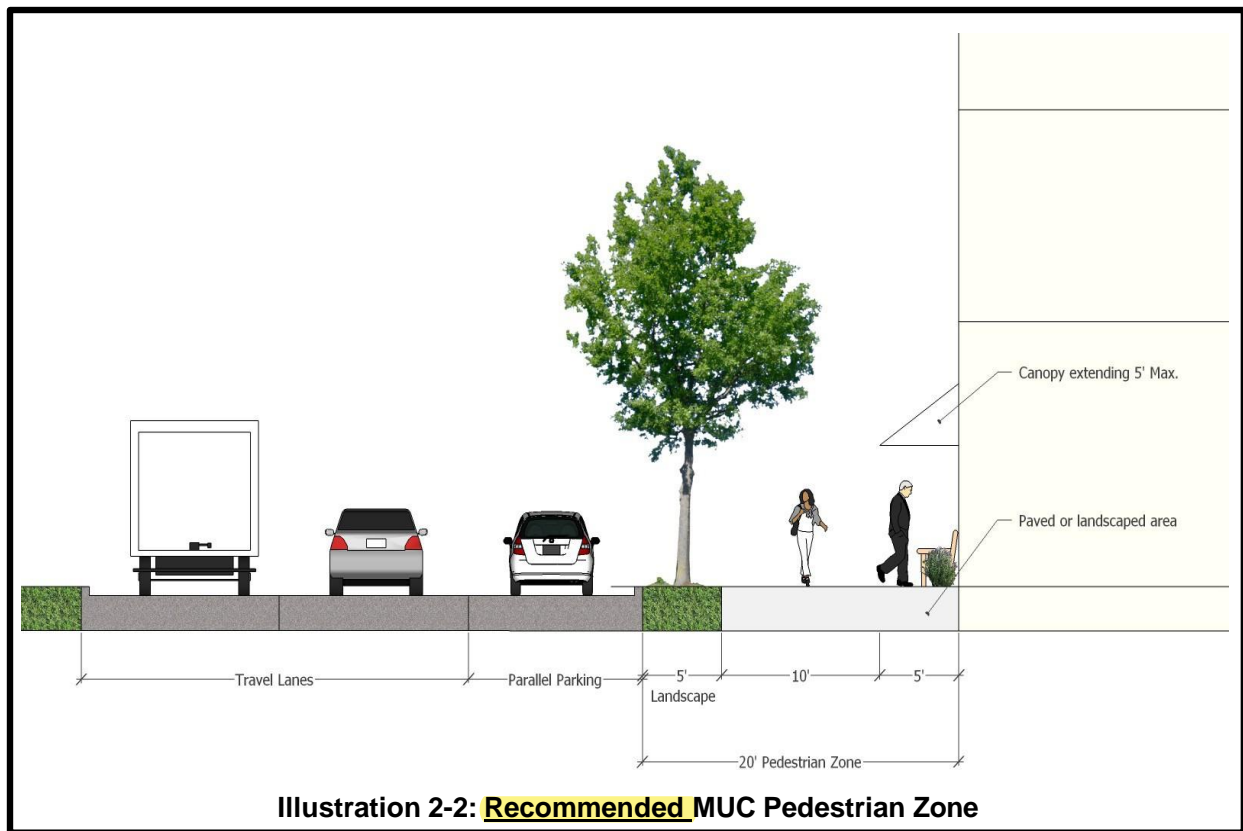 Canopy extending 5' Max.
Paved or landscaped area
Travel Lanes
Parallel Parking
5'
10'
5'
Landscape
20' Pedestrian Zone
Illustration 2-2: Recommended MUC Pedestrian Zone